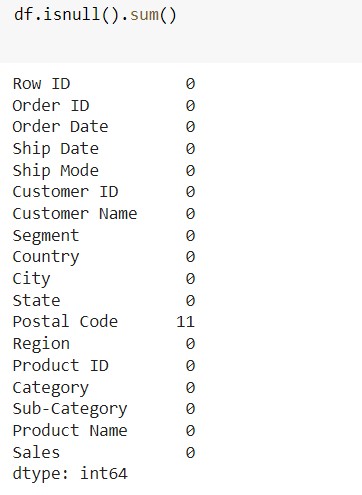 df.isnull().sum()
Row ID 0
Order ID 0
Order Date 0
Ship Date 0
Ship Mode 0
Customer ID 0
Customer Name 0
Segment 0
Country 0
City 0
State 0
Postal Code 11
Region 0
Product ID 0
Category 0
Sub-Category 0
Product Name 0
Sales 0
dtype: int64